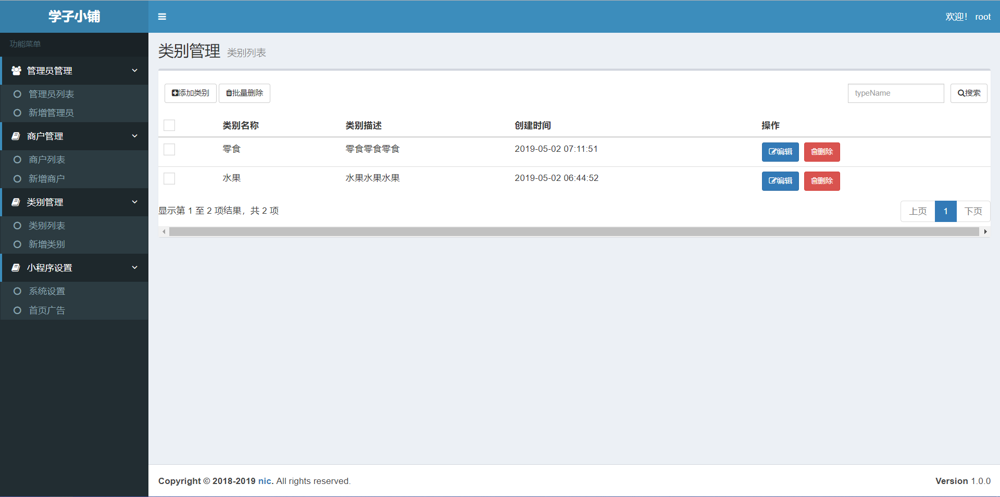 学子小铺
欢迎！ root
功能菜单
管理员管理
管理员列表
新增管理员
商户管理
商户列表
新增商户
类别管理
类别列表
新增类别
小程序设置
系统设置
首页广告
类别管理 类别列表
添加类别 批量删除 typeName 搜索
类别名称 类别描述 创建时间 操作
零食 零食零食零食 2019-05-02 07:11:51 编辑 删除
水果 水果水果水果 2019-05-02 06:44:52 编辑 删除
显示第 1 至 2 项结果，共 2 项 上页 1 下页
Copyright © 2018-2019 nic. All rights reserved. Version 1.0.0